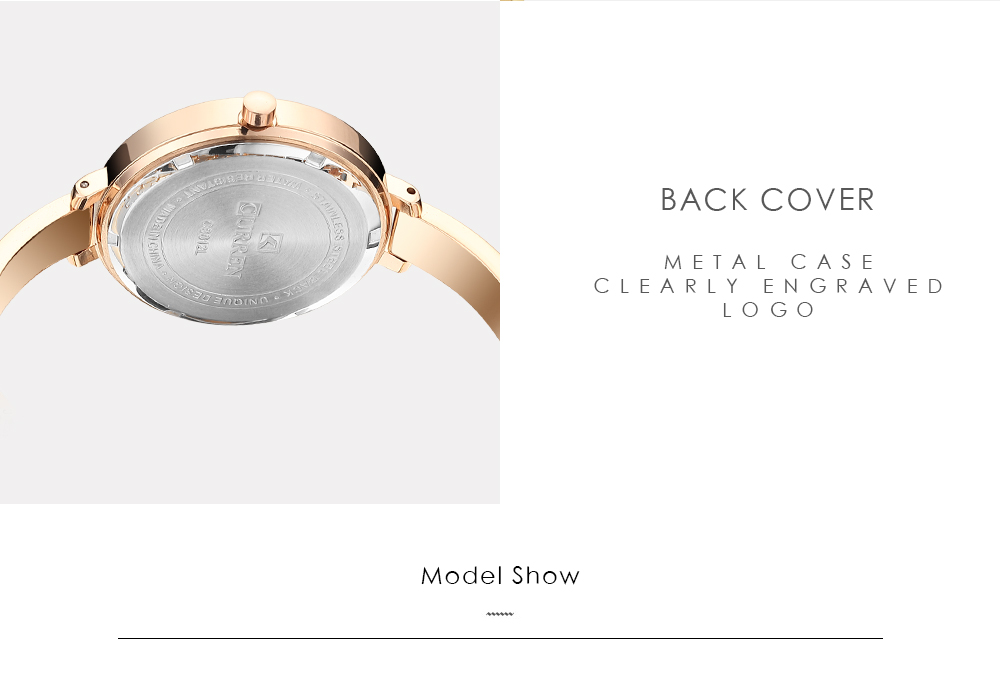 CURREN
WATER RESISTANT • MADE IN CHINA
UNIQUE DESIGN
STAINLESS STEEL BACK
BACK COVER
METAL CASE
CLEARLY ENGRAVED
LOGO
Model Show